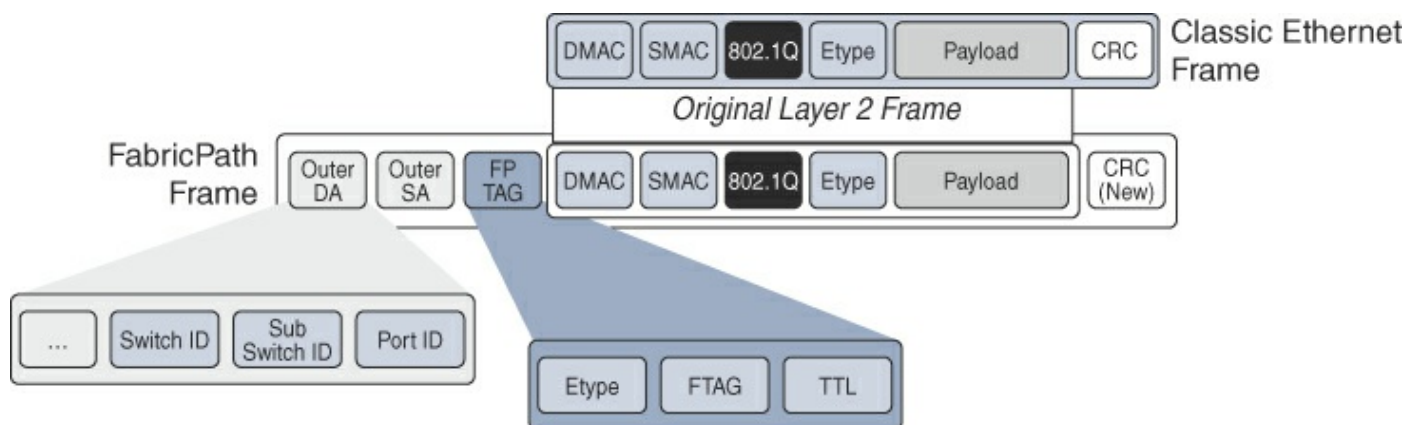 DMAC SMAC 802.1Q Etype Payload CRC
Classic Ethernet
Frame
Original Layer 2 Frame
FabricPath
Frame
Outer
DA
Outer
SA
FP
TAG
DMAC SMAC 802.1Q Etype Payload
CRC
(New)
... Switch ID
Sub
Switch ID
Port ID
Etype FTAG TTL